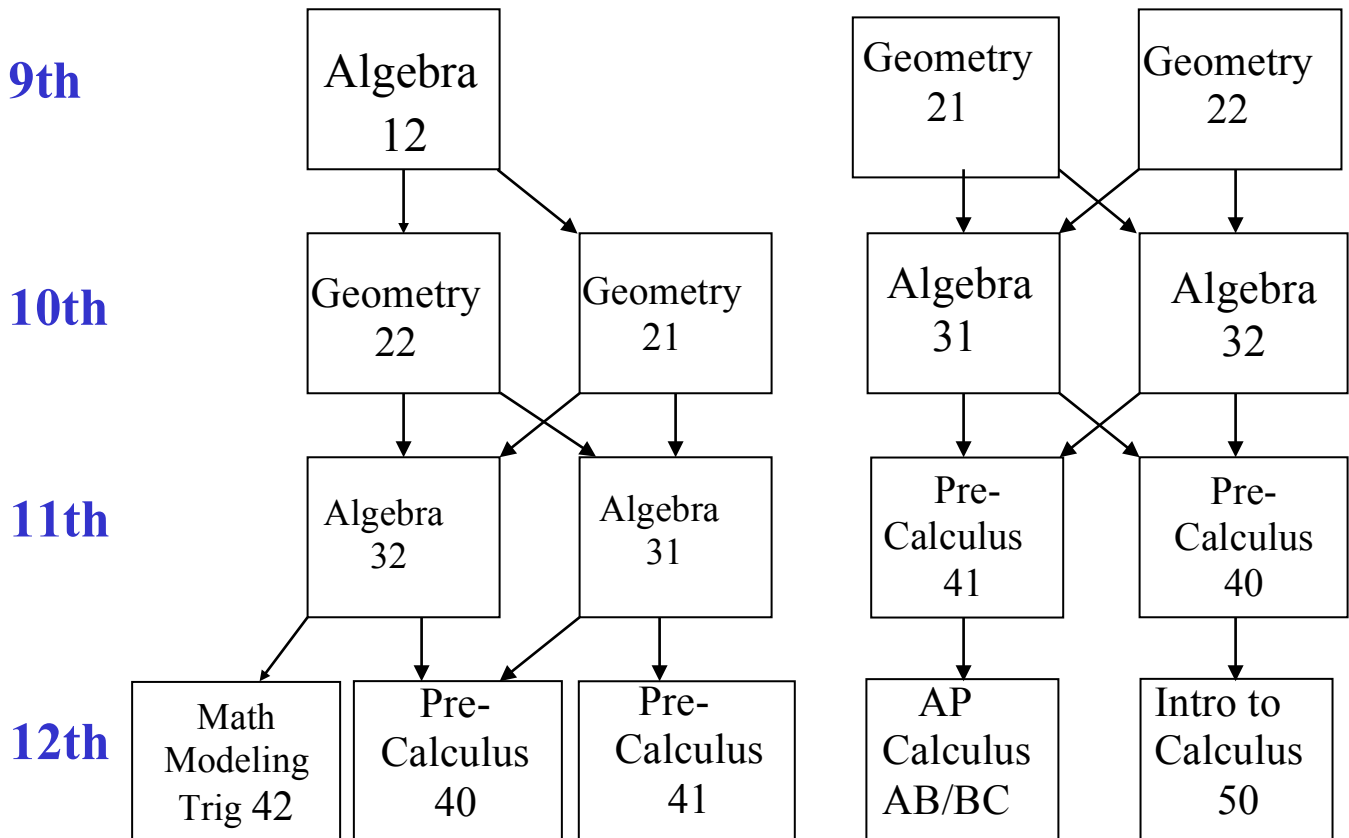 9th
Algebra
12
Geometry
21
Geometry
22
10th
Geometry
22
Geometry
21
Algebra
31
Algebra
32
11th
Algebra
32
Algebra
31
Pre-
Calculus
41
Pre-
Calculus
40
12th
Math
Modeling
Trig 42
Pre-
Calculus
40
Pre-
Calculus
41
AP
Calculus
AB/BC
Intro to
Calculus
50